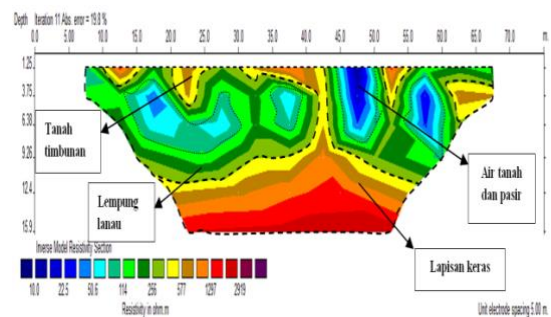 Depth Iteration 11 Abs. error = 19.8 %
0.0 5.00 10.0 15.0 20.0 25.0 30.0 35.0 40.0 45.0 50.0 55.0 60.0 65.0 70.0 m.
1.25
3.75
6.38
9.26
12.4
15.9
Tanah
timbunan
Lempung
lanau
Air tanah
dan pasir
Lapisan keras
Inverse Model Resistivity Section
10.0 22.5 50.6 114 256 577 1297 2919
Resistivity in ohm.m
Unit electrode spacing 5.00 m.